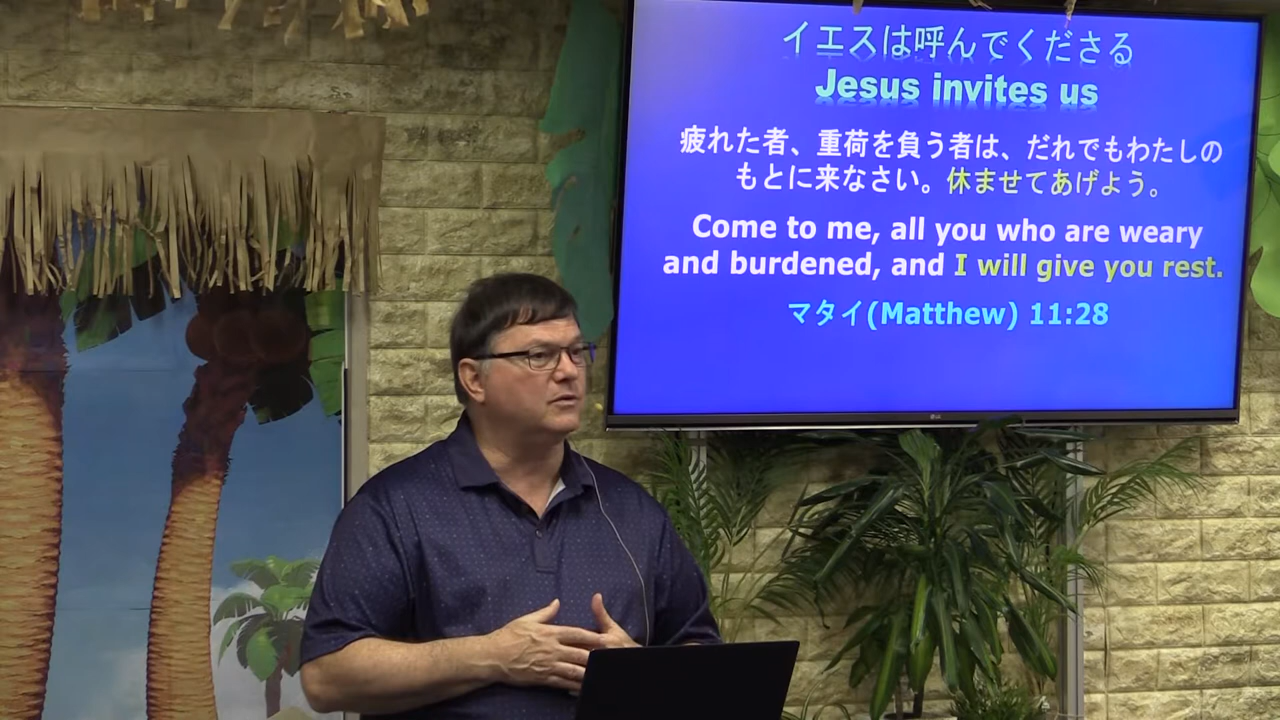 イエスは呼んでくださる
Jesus invites us
疲れた者、重荷を負う者は、だれでもわたしの
もとに来なさい。休ませてあげよう。
Come to me, all you who are weary
and burdened, and I will give you rest.
マタイ(Matthew) 11:28
LG